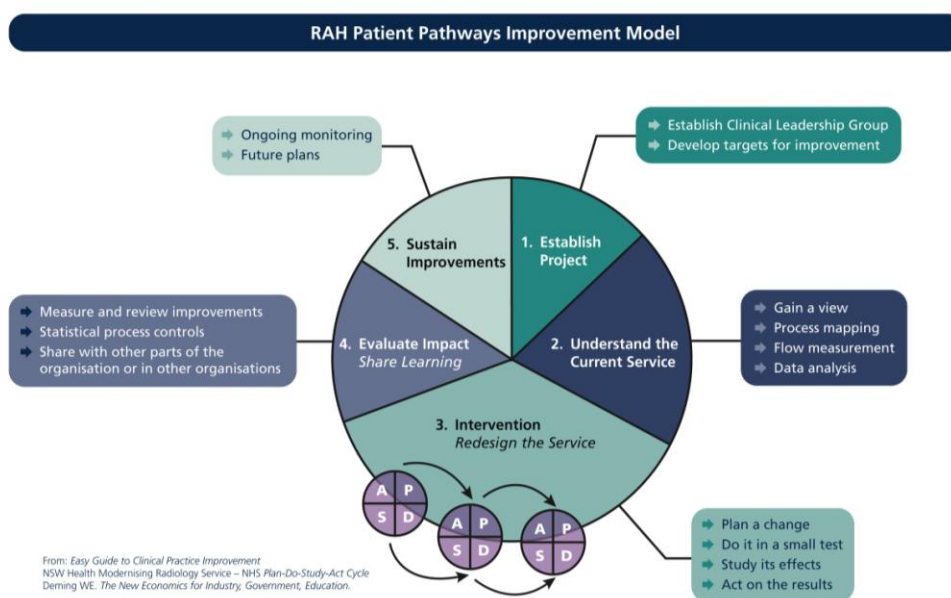 RAH Patient Pathways Improvement Model
Ongoing monitoring
Future plans
Establish Clinical Leadership Group
Develop targets for improvement
5. Sustain
Improvements
1. Establish
Project
Measure and review improvements
Statistical process controls
Share with other parts of the
organisation or in other organisations
4. Evaluate Impact
Share Learning
2. Understand the
Current Service
Gain a view
Process mapping
Flow measurement
Data analysis
3. Intervention
Redesign the Service
A P
S D
A P
S D
A P
S D
Plan a change
Do it in a small test
Study its effects
Act on the results
From: Easy Guide to Clinical Practice Improvement
NSW Health Modernising Radiology Service – NHS Plan-Do-Study-Act Cycle
Deming WE. The New Economics for Industry, Government, Education.